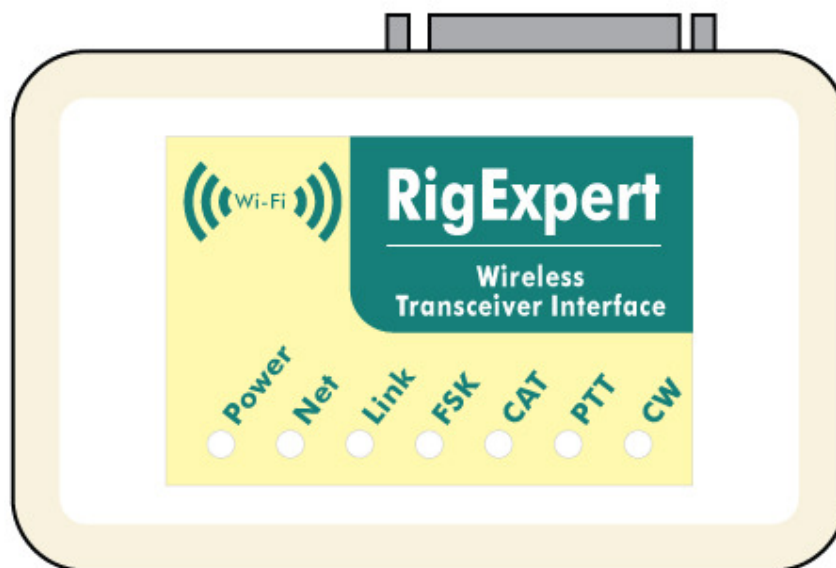 Wi-Fi
RigExpert
Wireless
Transceiver Interface
Power
Net
Link
FSK
CAT
PTT
CW